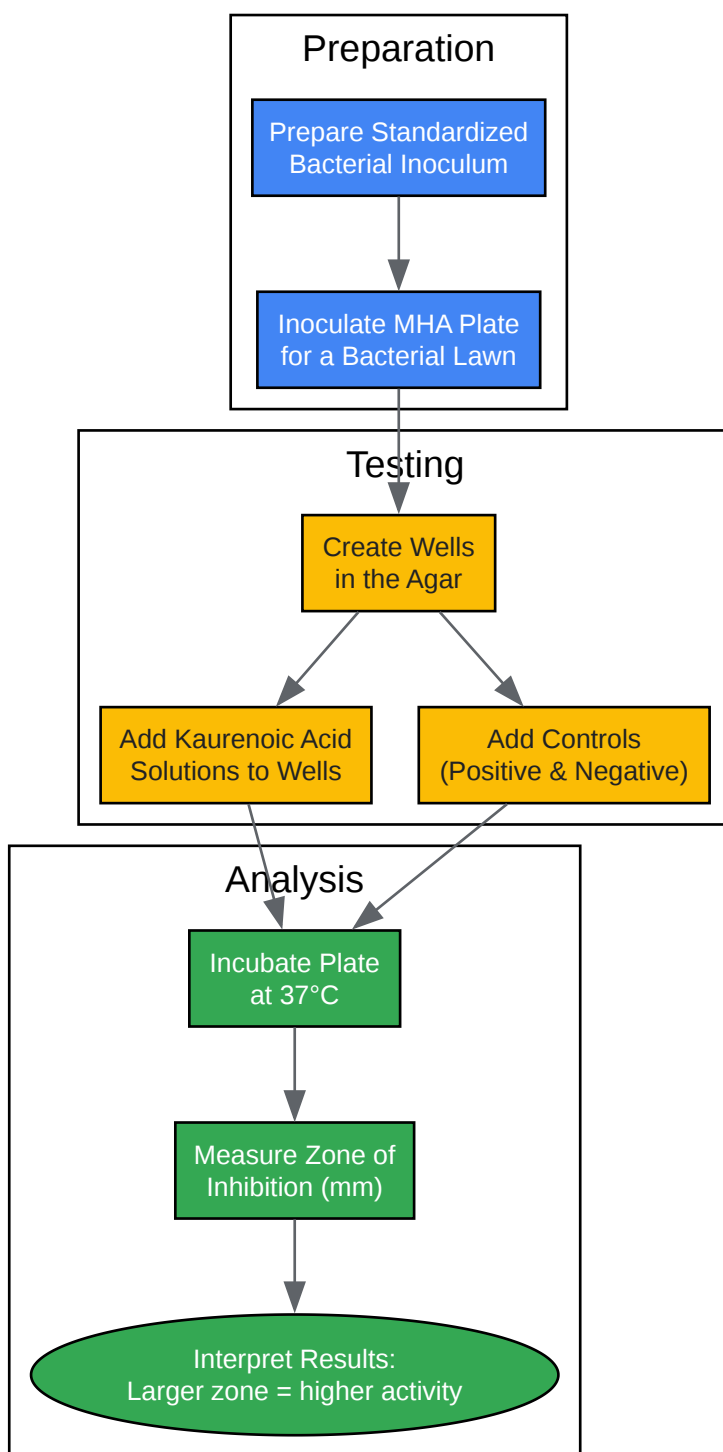 Preparation
Prepare Standardized
Bacterial Inoculum
Inoculate MHA Plate
for a Bacterial Lawn
Testing
Create Wells
in the Agar
Add Kaurenoic Acid
Solutions to Wells
Add Controls
(Positive & Negative)
Analysis
Incubate Plate
at 37°C
Measure Zone of
Inhibition (mm)
Interpret Results:
Larger zone = higher activity